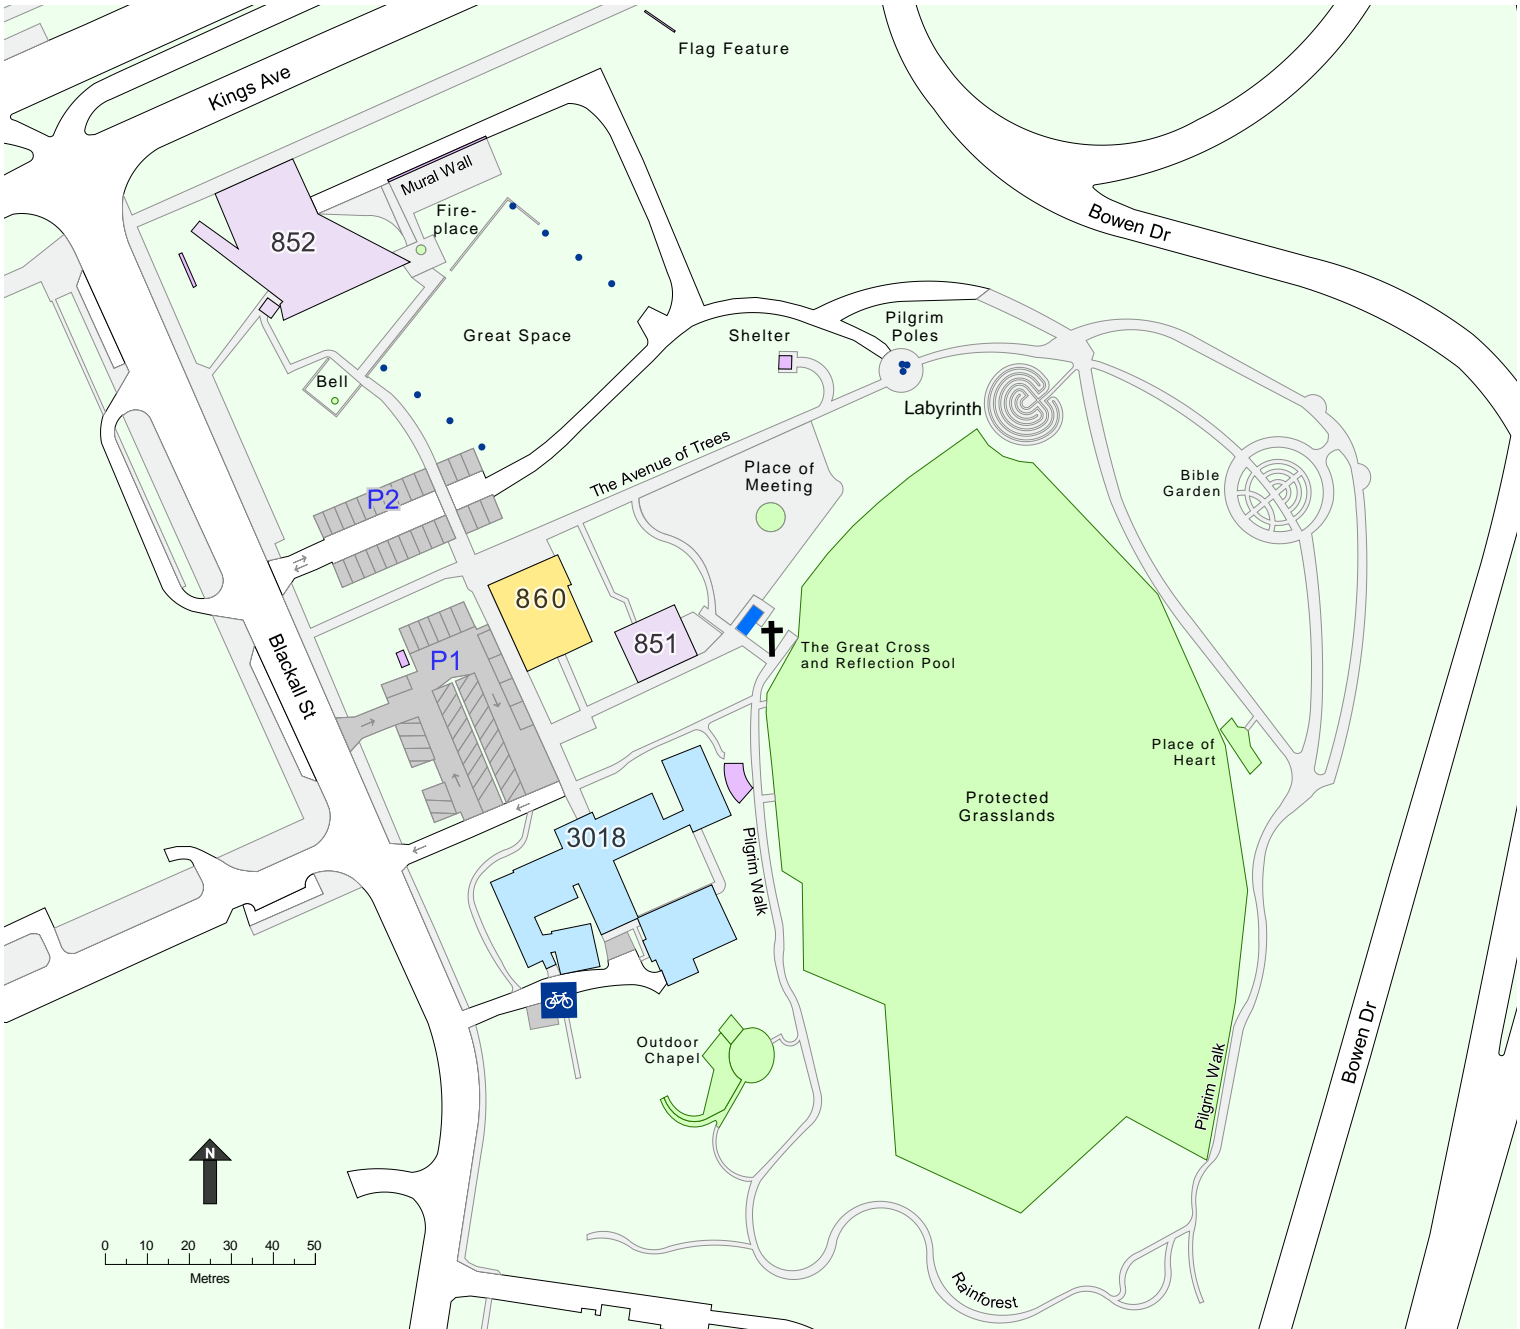 Flag Feature
Kings Ave
Mural Wall
Fire-
place
852
Bowen Dr
Great Space
Shelter
Pilgrim
Poles
Bell
Labyrinth
The Avenue of Trees
Place of
Meeting
Bible
Garden
P2
860
851
P1
The Great Cross
and Reflection Pool
Blackall St
Place of
Heart
Protected
Grasslands
3018
Pilgrim Walk
Outdoor
Chapel
Bowen Dr
Pilgrim Walk
N
0 10 20 30 40 50
Metres
Rainforest